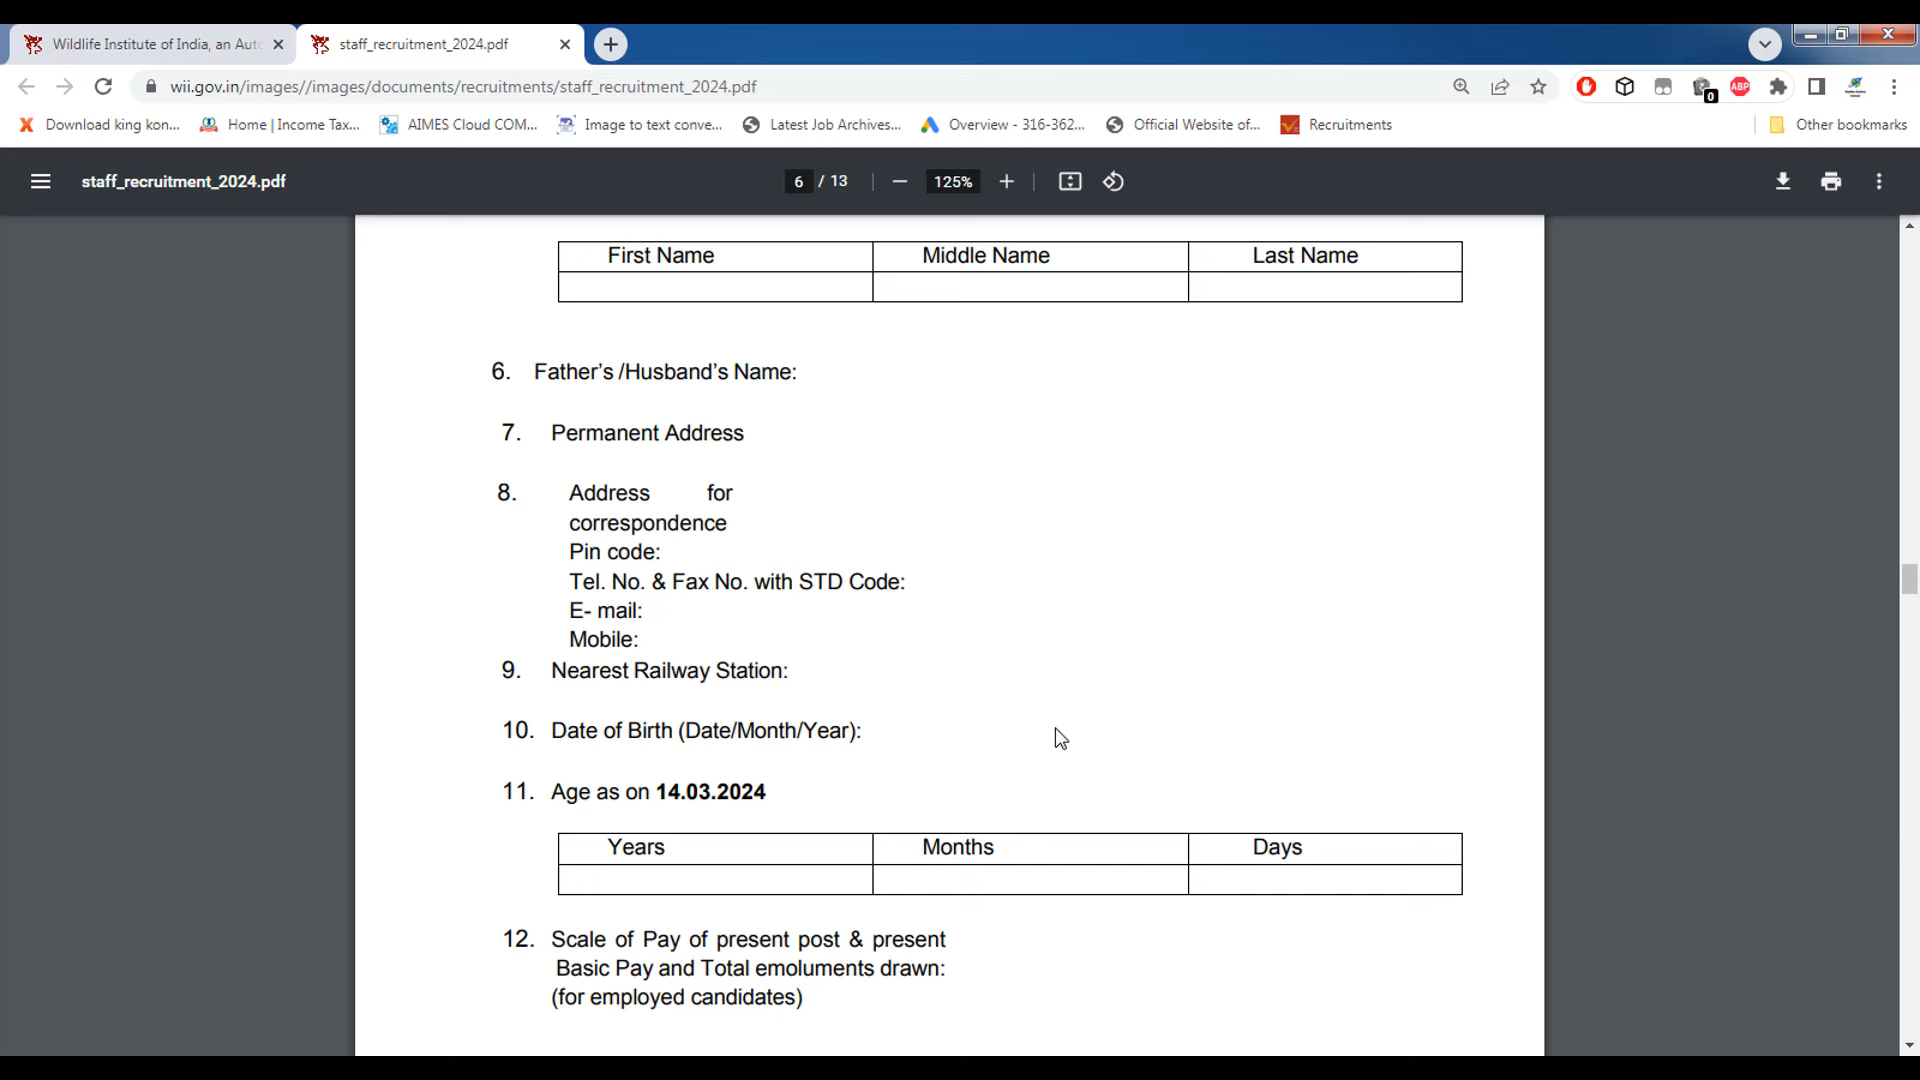 Wildlife Institute of India, an Auto
staff_recruitment_2024.pdf
wii.gov.in/images//images/documents/recruitments/staff_recruitment_2024.pdf
0
ABP
Download king kon...
Home | Income Tax...
AIMES Cloud COM...
Image to text conve...
Latest Job Archives...
Overview - 316-362...
Official Website of...
Recruitments
Other bookmarks
staff_recruitment_2024.pdf
6 / 13
125%
First Name Middle Name Last Name
6. Father's /Husband's Name:
7. Permanent Address
8. Address for
correspondence
Pin code:
Tel. No. & Fax No. with STD Code:
E- mail:
Mobile:
9. Nearest Railway Station:
10. Date of Birth (Date/Month/Year):
11. Age as on 14.03.2024
Years Months Days
12. Scale of Pay of present post & present
Basic Pay and Total emoluments drawn:
(for employed candidates)